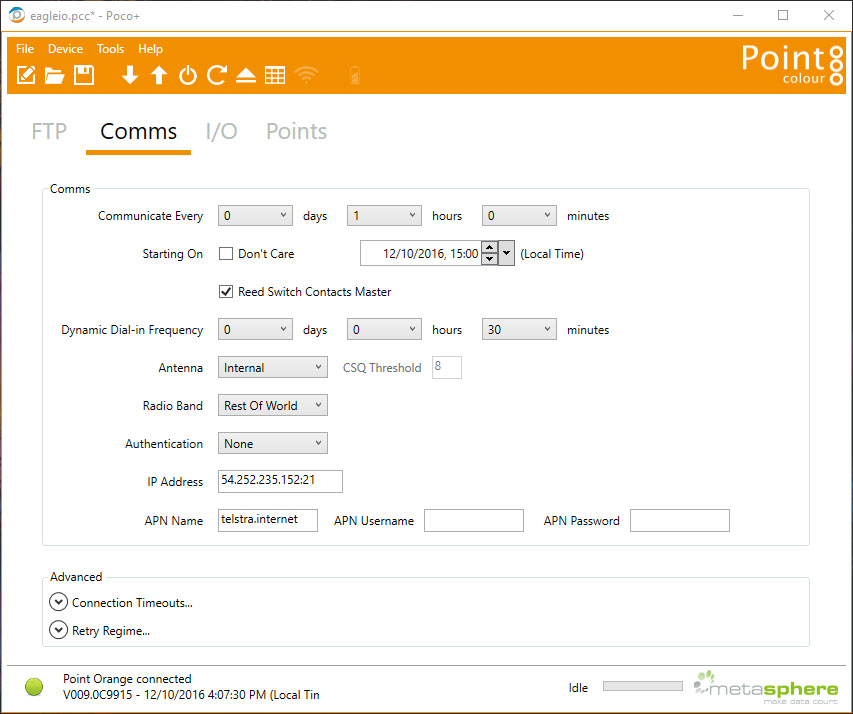 eagleio.pcc* - Poco+
File Device Tools Help
Point
colour
FTP Comms I/O Points
Comms
Communicate Every 0 days 1 hours 0 minutes
Starting On Don't Care 12/10/2016, 15:00 (Local Time)
Reed Switch Contacts Master
Dynamic Dial-in Frequency 0 days 0 hours 30 minutes
Antenna Internal CSQ Threshold 8
Radio Band Rest Of World
Authentication None
IP Address 54.252.235.152:21
APN Name telstra.internet APN Username APN Password
Advanced
Connection Timeouts...
Retry Regime...
Point Orange connected
V009.0C9915 - 12/10/2016 4:07:30 PM (Local Tin
Idle
metasphere
make data count